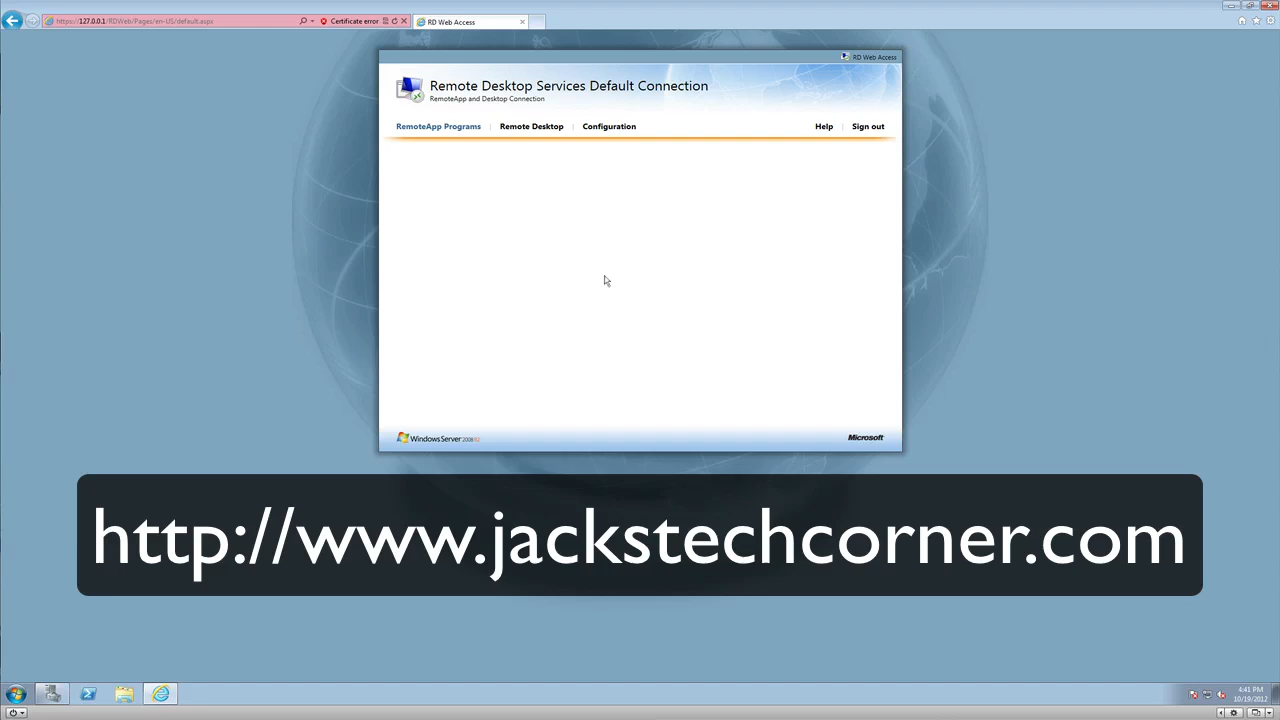 https://127.0.0.1/RDWeb/Pages/en-US/default.aspx Certificate error RD Web Access
RD Web Access
Remote Desktop Services Default Connection
RemoteApp and Desktop Connection
RemoteApp Programs | Remote Desktop | Configuration Help | Sign out
Windows Server 2008 R2 Microsoft
http://www.jackstechcorner.com
4:41 PM
10/19/2012